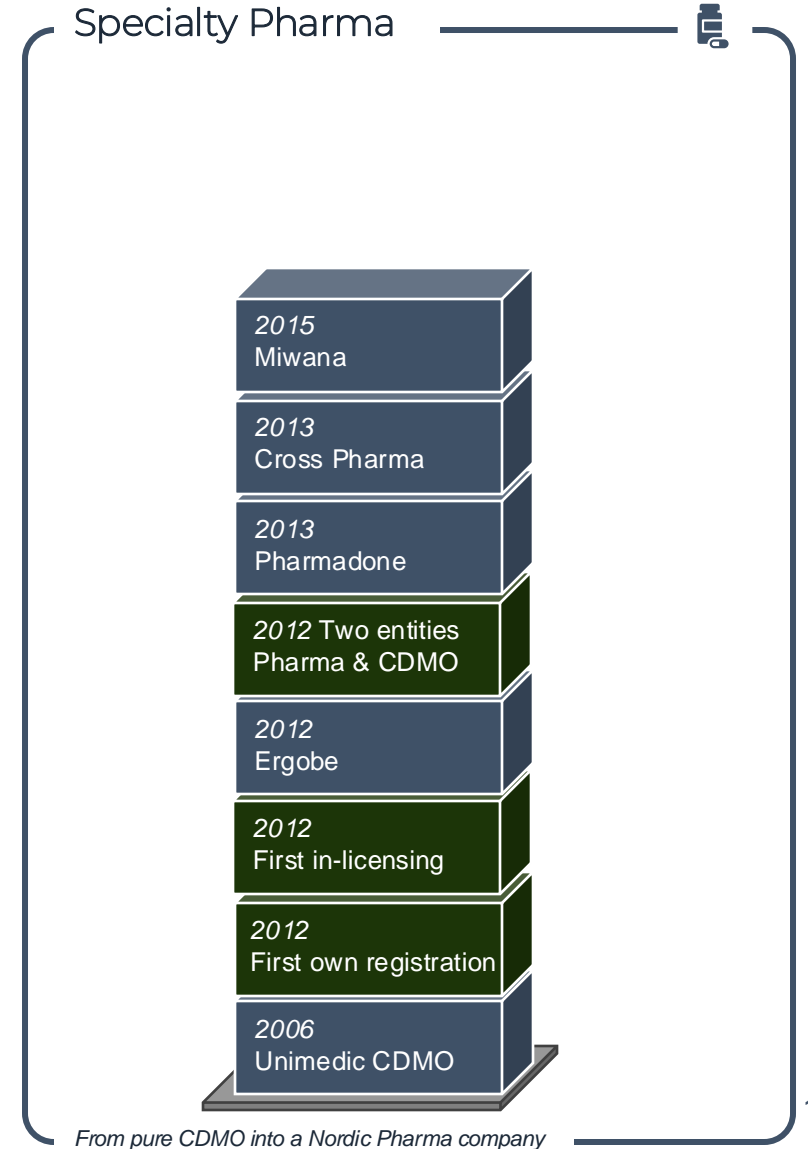 Specialty Pharma
2015
Miwana
2013
Cross Pharma
2013
Pharmadone
2012 Two entities
Pharma & CDMO
2012
Ergobe
2012
First in-licensing
2012
First own registration
2006
Unimedic CDMO
From pure CDMO into a Nordic Pharma company